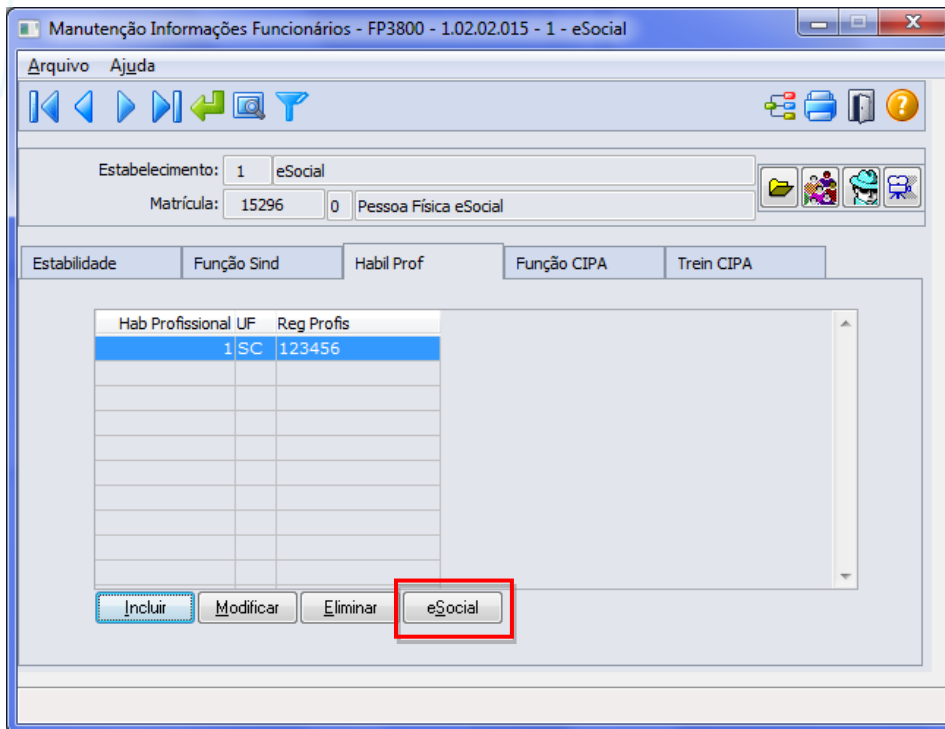 Manutenção Informações Funcionários - FP3800 - 1.02.02.015 - 1 - eSocial
Arquivo Ajuda
Estabelecimento: 1 eSocial
Matrícula: 15296 0 Pessoa Física eSocial
Estabilidade Função Sind Habil Prof Função CIPA Trein CIPA
Hab Profissional UF Reg Profis
1 SC 123456
Incluir Modificar Eliminar eSocial